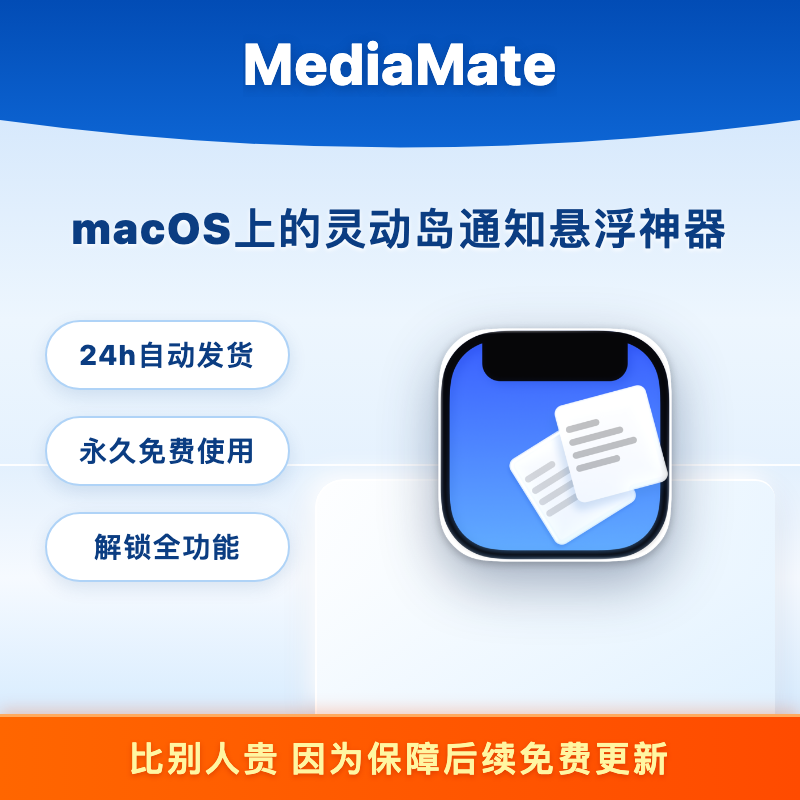 MediaMate
macOS上的灵动岛通知悬浮神器
24h自动发货
永久免费使用
解锁全功能
比别人贵 因为保障后续免费更新